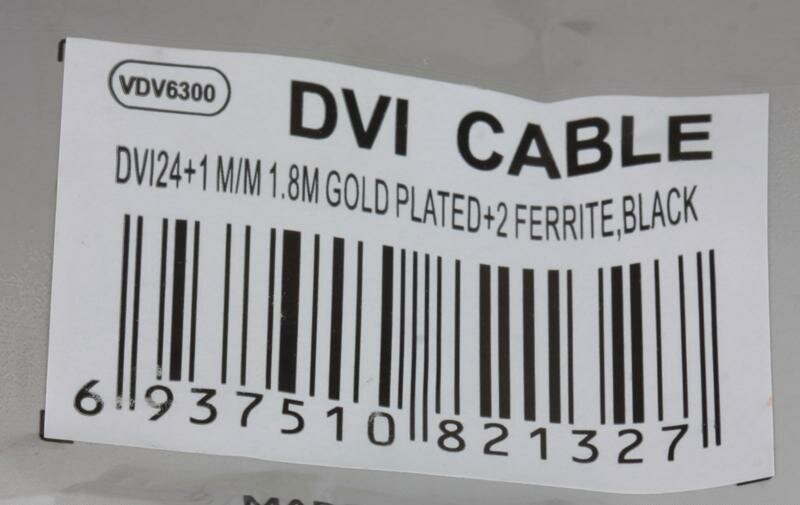 VDV6300
DVI CABLE
DVI24+1 M/M 1.8M GOLD PLATED+2 FERRITE,BLACK
6 937510 821327